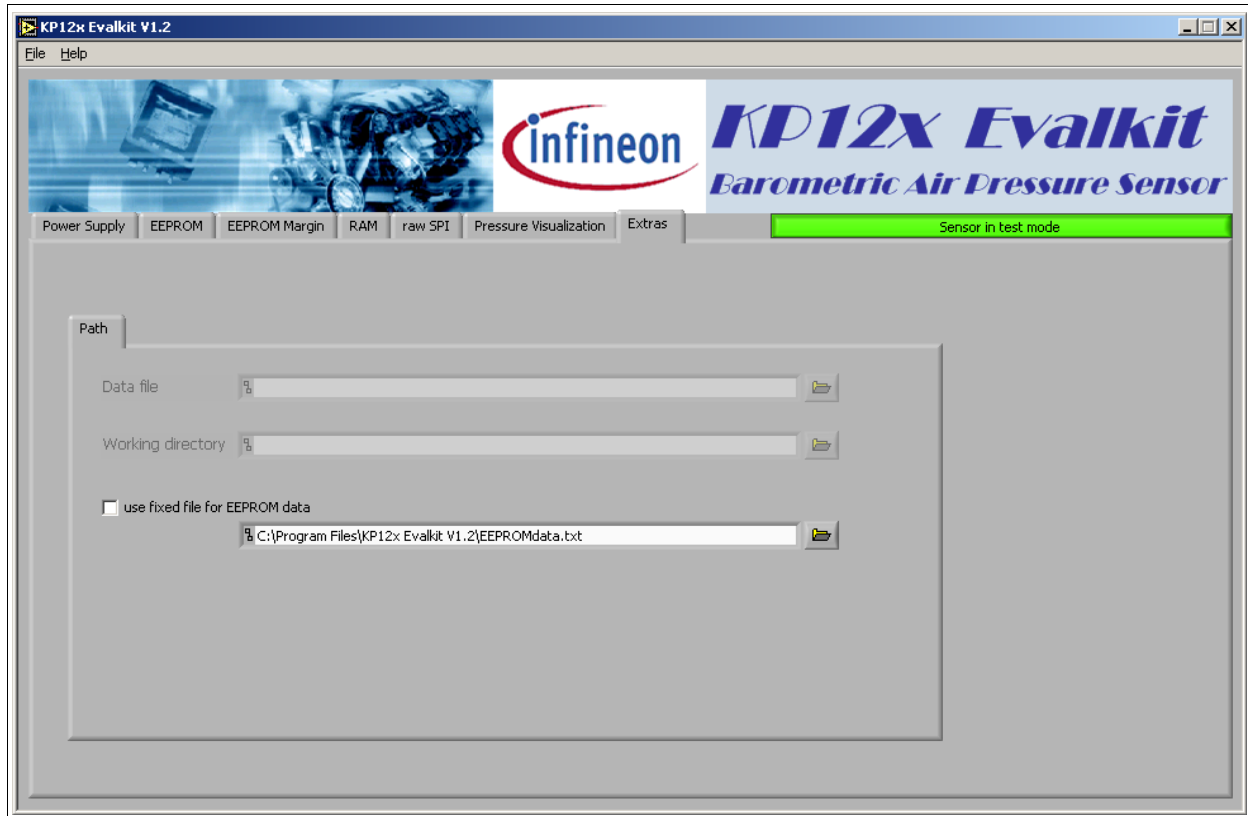 KP12x Evalkit V1.2
File Help
infineon
KP12x Evalkit
Barometric Air Pressure Sensor
Power Supply EEPROM EEPROM Margin RAM raw SPI Pressure Visualization Extras Sensor in test mode
Path
Data file
Working directory
use fixed file for EEPROM data
C:\Program Files\KP12x Evalkit V1.2\EEPROMdata.txt